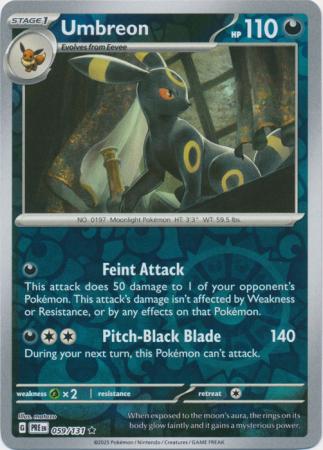 STAGE 1
Umbreon
HP 110
Evolves from Eevee
NO. 0197 Moonlight Pokémon HT: 3'3" WT: 59.5 lbs.
Feint Attack
This attack does 50 damage to 1 of your opponent's
Pokémon. This attack's damage isn't affected by Weakness
or Resistance, or by any effects on that Pokémon.
Pitch-Black Blade 140
During your next turn, this Pokémon can't attack.
weakness ×2 resistance retreat
Illus. matazo
G PRE EN 059/131 ★
When exposed to the moon's aura, the rings on its
body glow faintly and it gains a mysterious power.
©2025 Pokémon / Nintendo / Creatures / GAME FREAK